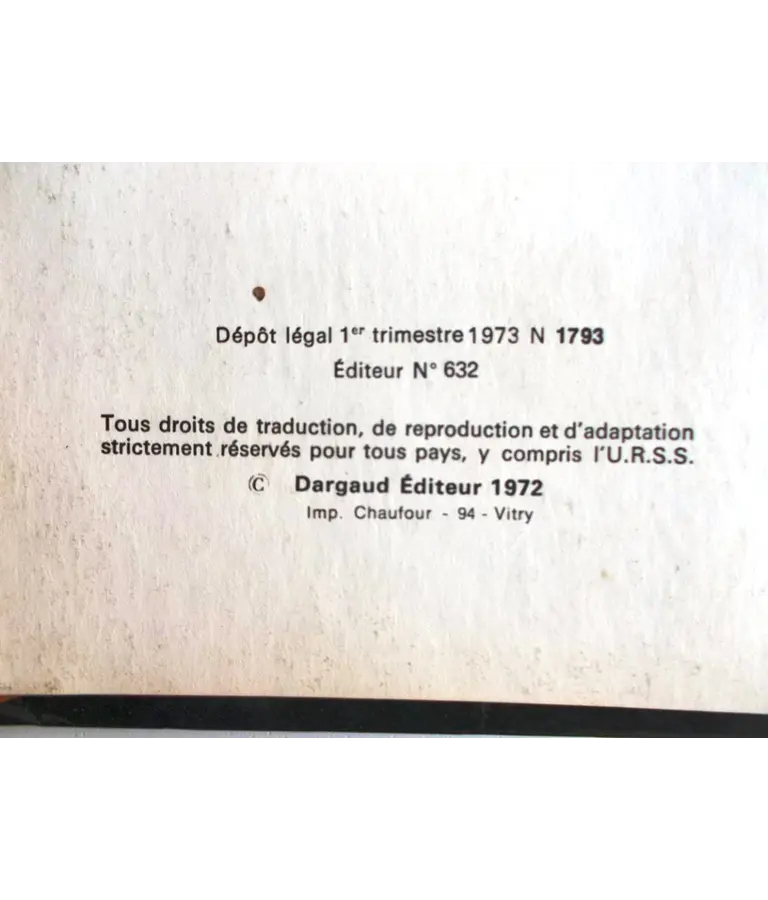 Dépôt légal 1er trimestre 1973 N 1793
Éditeur N° 632
Tous droits de traduction, de reproduction et d'adaptation
strictement réservés pour tous pays, y compris l'U.R.S.S.
© Dargaud Éditeur 1972
Imp. Chaufour - 94 - Vitry